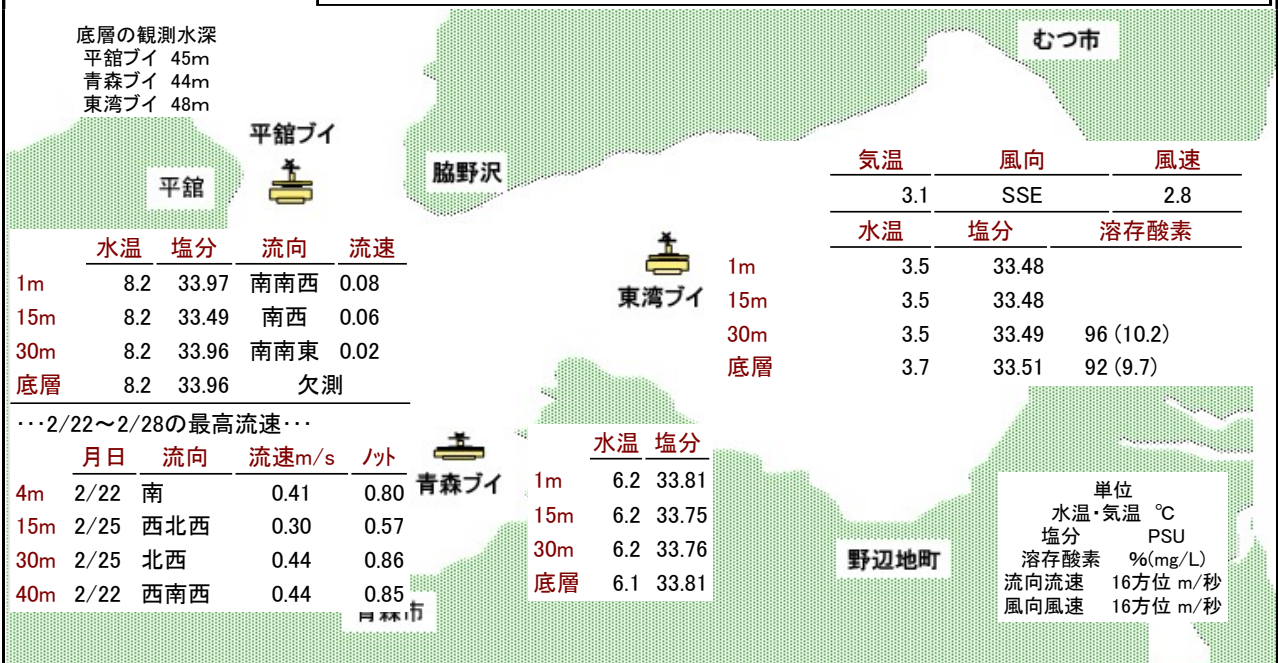 底層の観測水深
平舘ブイ 45m
青森ブイ 44m
東湾ブイ 48m
むつ市
平舘ブイ
平舘
脇野沢
気温 風向 風速
3.1 SSE 2.8
水温 塩分 溶存酸素
1m 3.5 33.48
15m 3.5 33.48
30m 3.5 33.49 96 (10.2)
底層 3.7 33.51 92 (9.7)
東湾ブイ
水温 塩分 流向 流速
1m 8.2 33.97 南南西 0.08
15m 8.2 33.49 南西 0.06
30m 8.2 33.96 南南東 0.02
底層 8.2 33.96 欠測
･･･2/22～2/28の最高流速･･･
月日 流向 流速m/s ﾉｯﾄ
4m 2/22 南 0.41 0.80
15m 2/25 西北西 0.30 0.57
30m 2/25 北西 0.44 0.86
40m 2/22 西南西 0.44 0.85
青森ブイ
水温 塩分
1m 6.2 33.81
15m 6.2 33.75
30m 6.2 33.76
底層 6.1 33.81
青森市
野辺地町
単位
水温･気温 ℃
塩分 PSU
溶存酸素 %(mg/L)
流向流速 16方位 m/秒
風向風速 16方位 m/秒